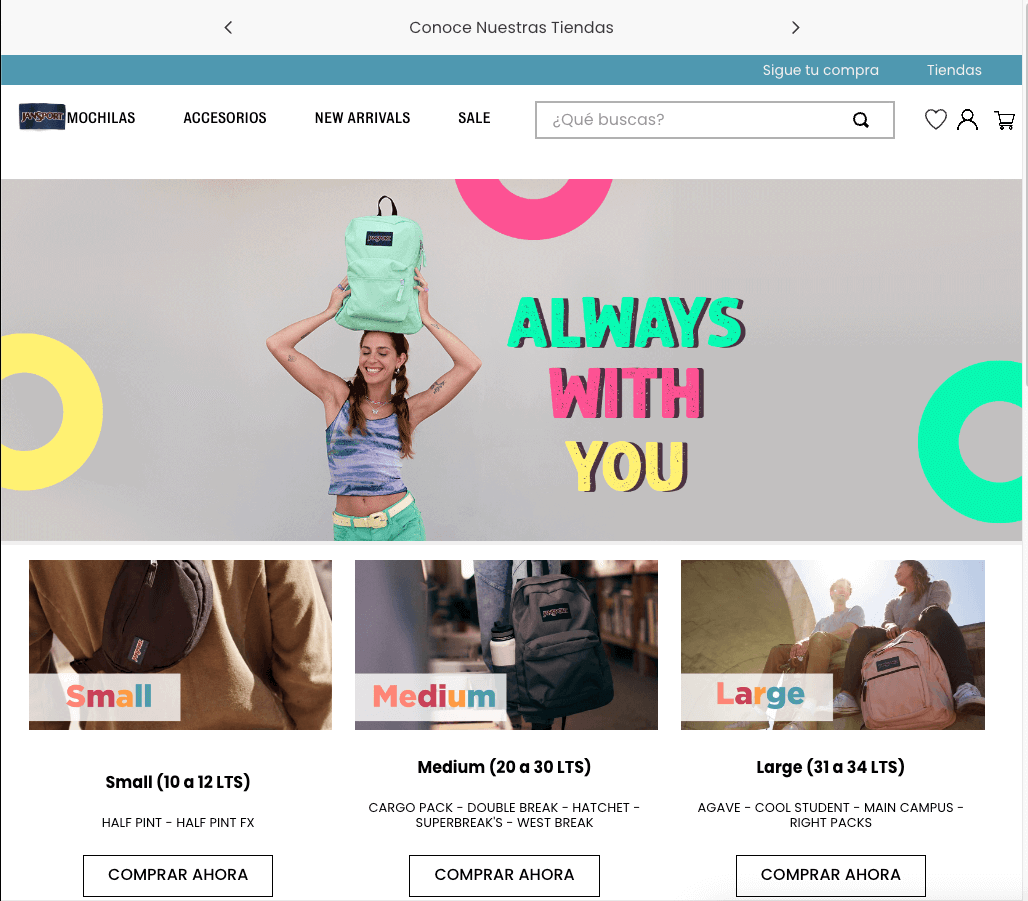 Conoce Nuestras Tiendas
Sigue tu compra
Tiendas
JANSPORT
MOCHILAS
ACCESORIOS
NEW ARRIVALS
SALE
¿Qué buscas?
JANSPORT
ALWAYS
WITH
YOU
Small
JANSPORT
Medium
JANSPORT
Large
Small (10 a 12 LTS)
HALF PINT - HALF PINT FX
COMPRAR AHORA
Medium (20 a 30 LTS)
CARGO PACK - DOUBLE BREAK - HATCHET -
SUPERBREAK'S - WEST BREAK
COMPRAR AHORA
Large (31 a 34 LTS)
AGAVE - COOL STUDENT - MAIN CAMPUS -
RIGHT PACKS
COMPRAR AHORA